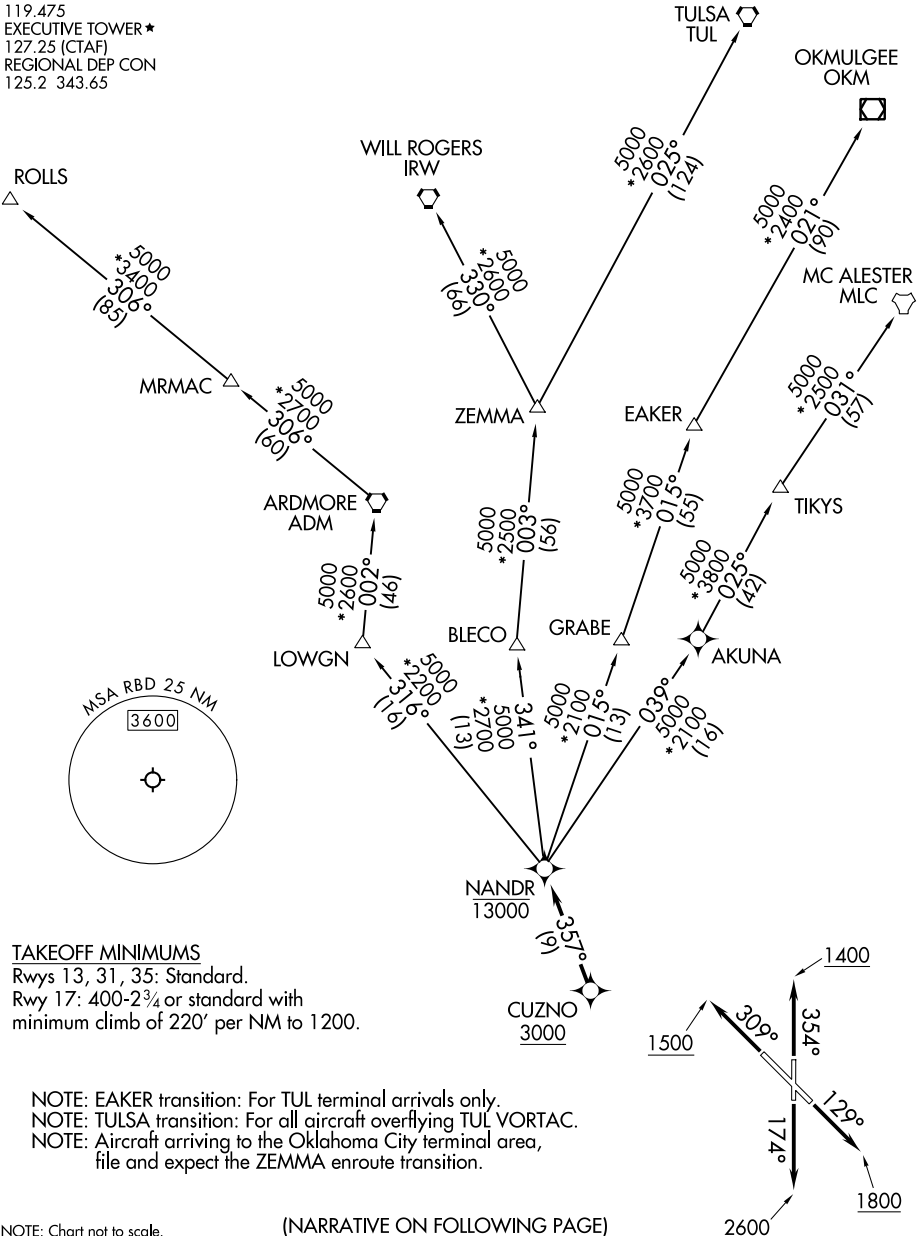 119.475
EXECUTIVE TOWER★
127.25 (CTAF)
REGIONAL DEP CON
125.2 343.65
TULSA
TUL
OKMULGEE
OKM
WILL ROGERS
IRW
5000
*2600
025°
(124)
ROLLS
5000
*2400
021°
(90)
5000
*3400
306°
(85)
5000
*2600
330°
(66)
MC ALESTER
MLC
MRMAC
5000
*2700
306°
(60)
ZEMMA
EAKER
5000
*2500
031°
(57)
ARDMORE
ADM
5000
*2500
003°
(56)
5000
*3700
015°
(55)
TIKYS
5000
*2600
002°
(46)
5000
*3800
025°
(42)
LOWGN
BLECO
GRABE
AKUNA
5000
*2200
316°
(16)
341°
5000
*2700
(13)
5000
*2100
015°
(13)
039°
5000
*2100
(16)
MSA RBD 25 NM
3600
NANDR
13000
357°
(9)
CUZNO
3000
TAKEOFF MINIMUMS
Rwys 13, 31, 35: Standard.
Rwy 17: 400-2¾ or standard with
minimum climb of 220' per NM to 1200.
1400
1500
309°
354°
129°
174°
1800
2600
NOTE: EAKER transition: For TUL terminal arrivals only.
NOTE: TULSA transition: For all aircraft overflying TUL VORTAC.
NOTE: Aircraft arriving to the Oklahoma City terminal area,
file and expect the ZEMMA enroute transition.
NOTE: Chart not to scale.
(NARRATIVE ON FOLLOWING PAGE)